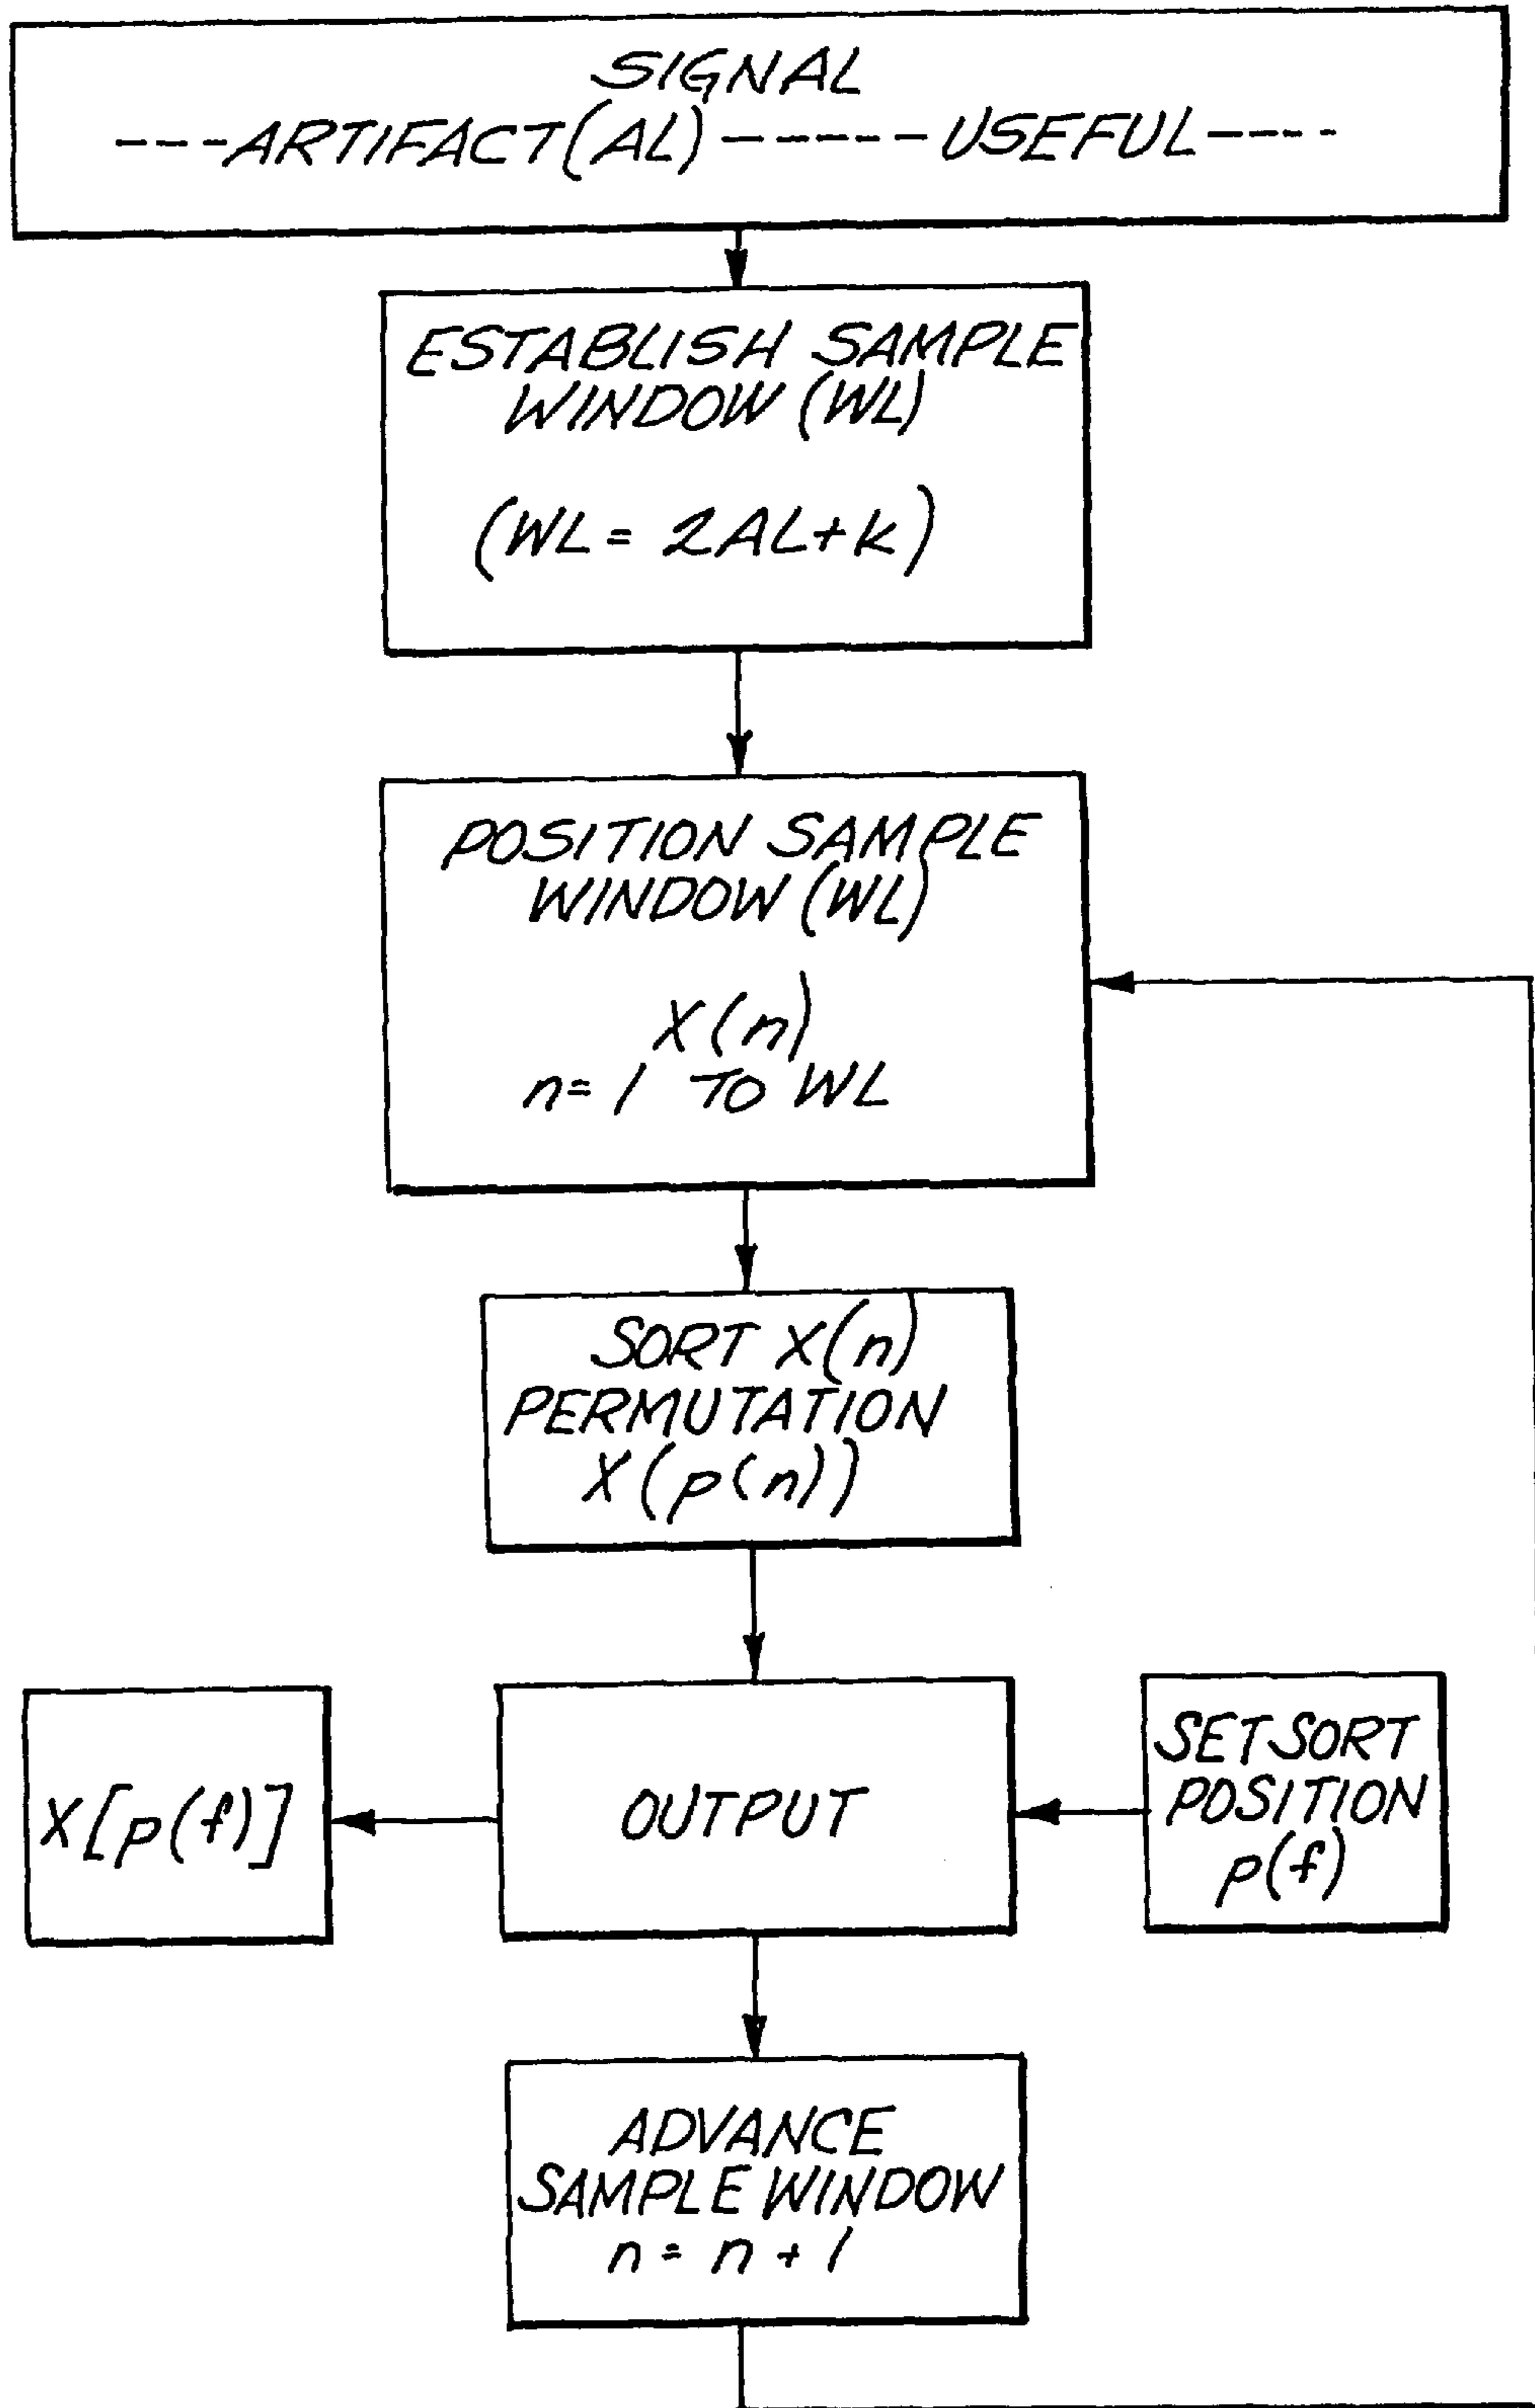 SIGNAL
---ARTIFACT(AL)------USEFUL----
ESTABLISH SAMPLE
WINDOW (WL)
(WL = 2AL+k)
POSITION SAMPLE
WINDOW (WL)
X(n)
n=1 TO WL
SORT X(n)
PERMUTATION
X(p(n))
X[p(f)]
OUTPUT
SET SORT
POSITION
p(f)
ADVANCE
SAMPLE WINDOW
n = n + 1